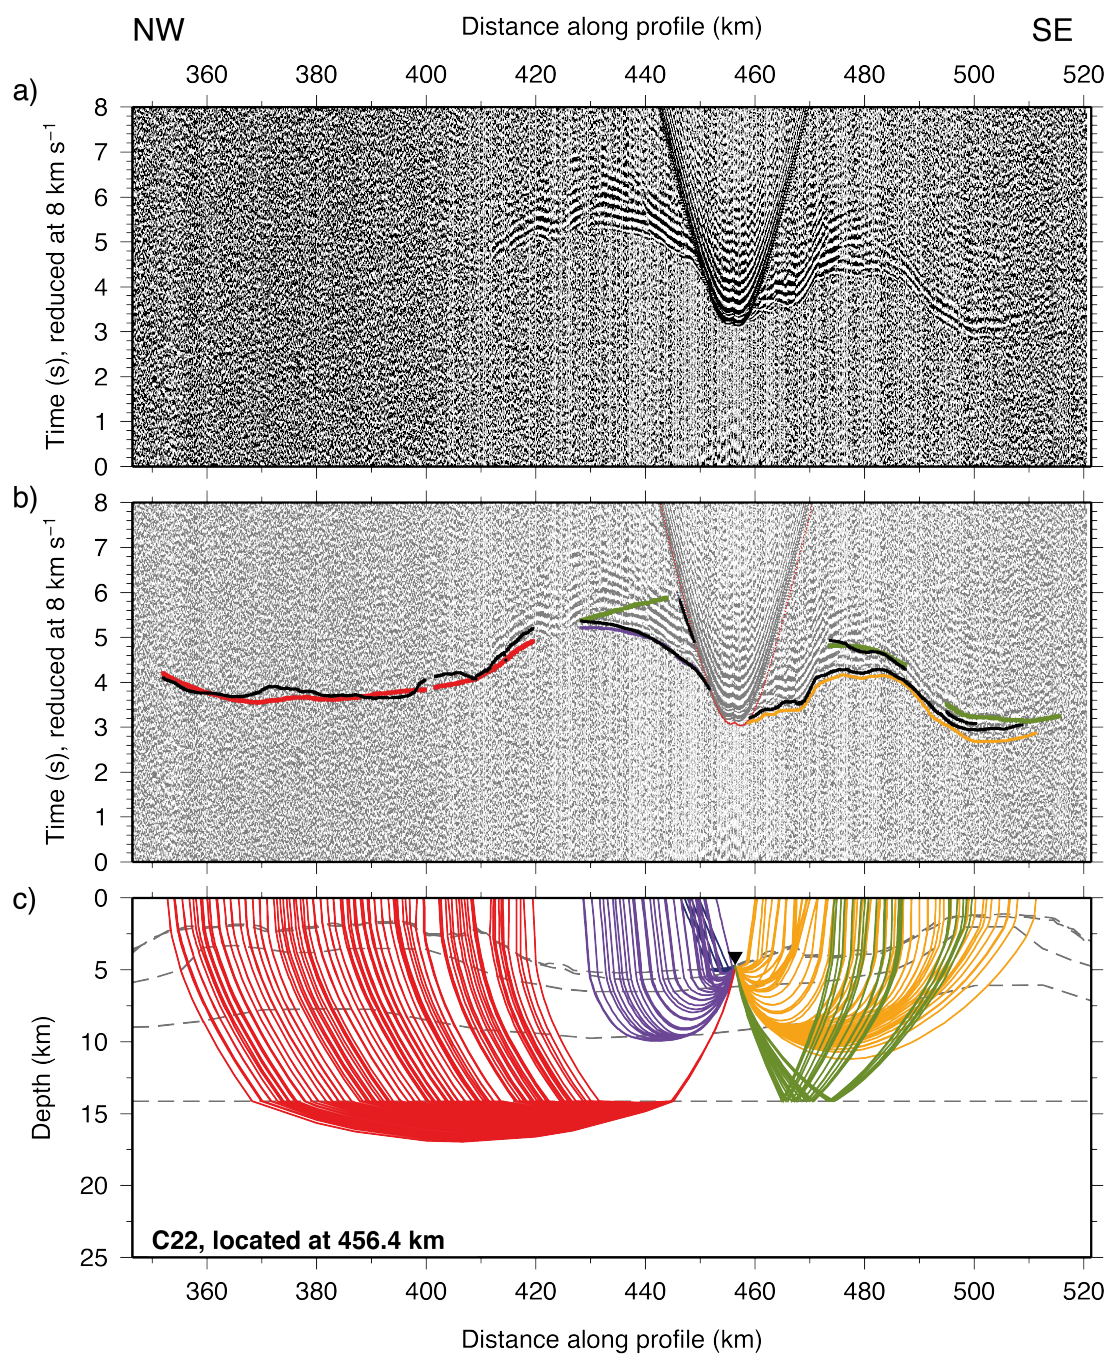 NW Distance along profile (km) SE
360 380 400 420 440 460 480 500 520
a)
Time (s), reduced at 8 km s⁻¹
8
7
6
5
4
3
2
1
0
b)
Time (s), reduced at 8 km s⁻¹
8
7
6
5
4
3
2
1
0
c)
Depth (km)
0
5
10
15
20
25
C22, located at 456.4 km
360 380 400 420 440 460 480 500 520
Distance along profile (km)